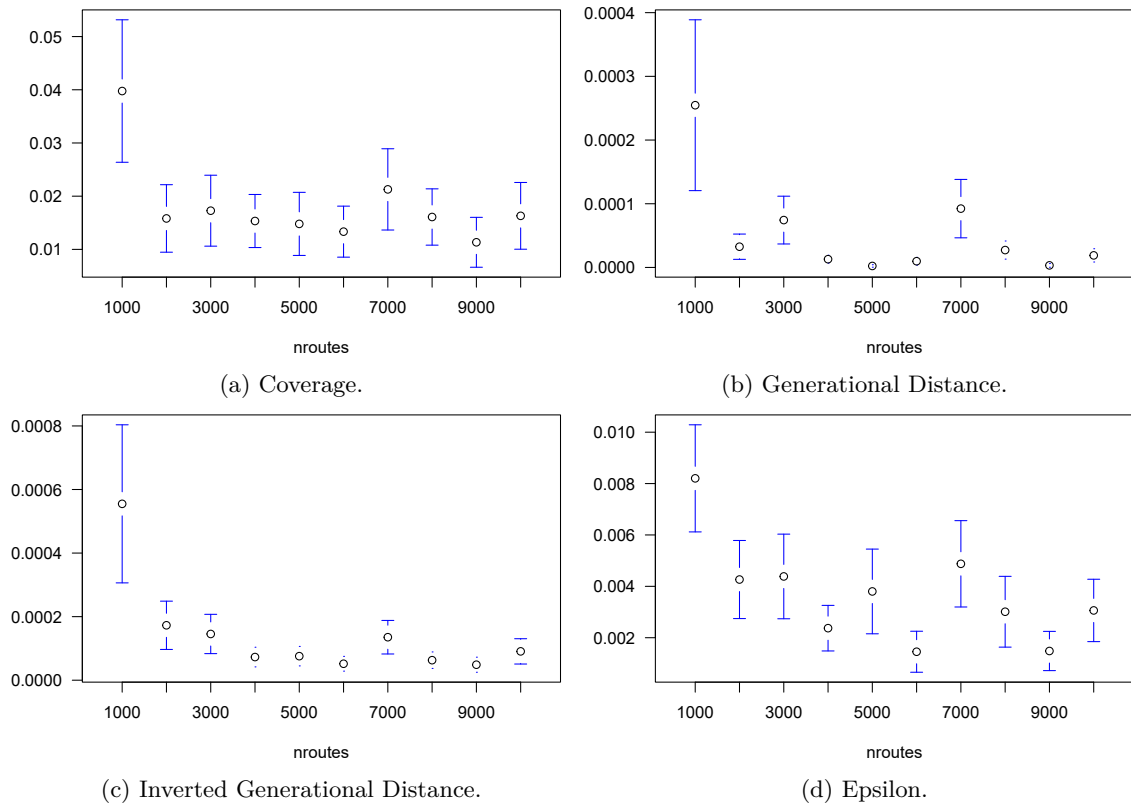 0.05
0.04
0.03
0.02
0.01
1000 3000 5000 7000 9000
nroutes
(a) Coverage.
0.0004
0.0003
0.0002
0.0001
0.0000
1000 3000 5000 7000 9000
nroutes
(b) Generational Distance.
0.0008
0.0006
0.0004
0.0002
0.0000
1000 3000 5000 7000 9000
nroutes
(c) Inverted Generational Distance.
0.010
0.008
0.006
0.004
0.002
1000 3000 5000 7000 9000
nroutes
(d) Epsilon.